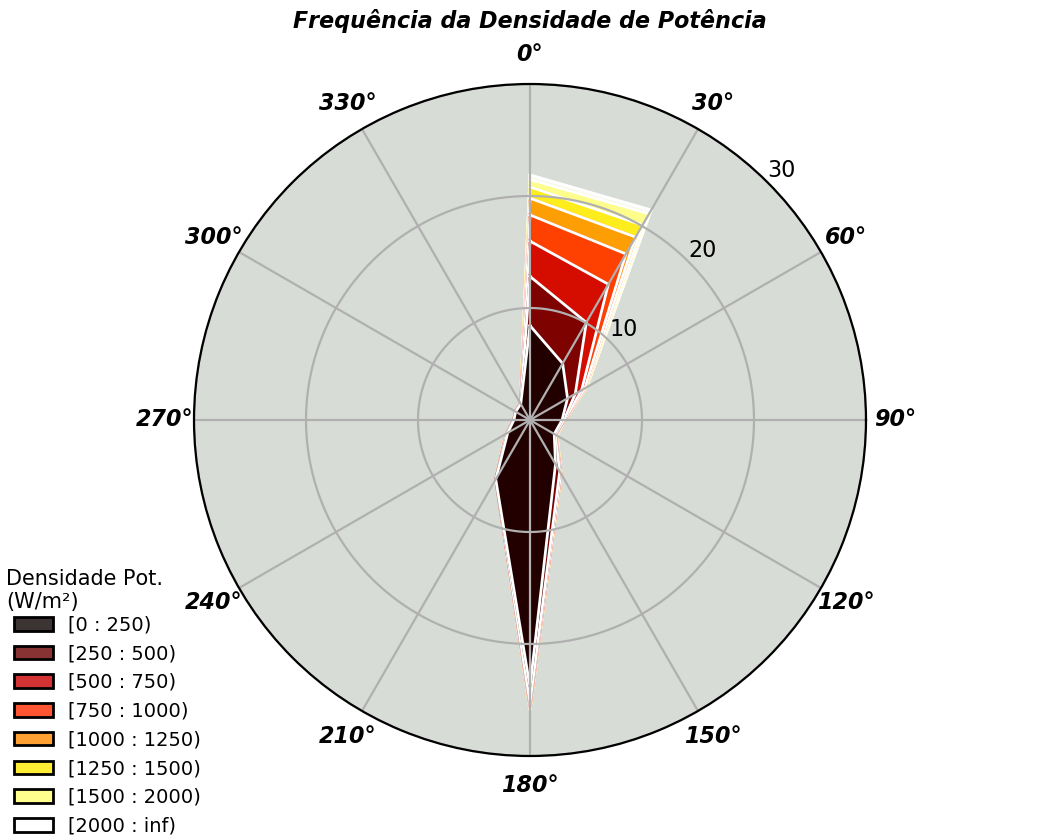 Frequência da Densidade de Potência
0°
330°
30°
30
300°
60°
20
10
270°
90°
240°
120°
210°
150°
180°
Densidade Pot.
(W/m²)
[0 : 250)
[250 : 500)
[500 : 750)
[750 : 1000)
[1000 : 1250)
[1250 : 1500)
[1500 : 2000)
[2000 : inf)